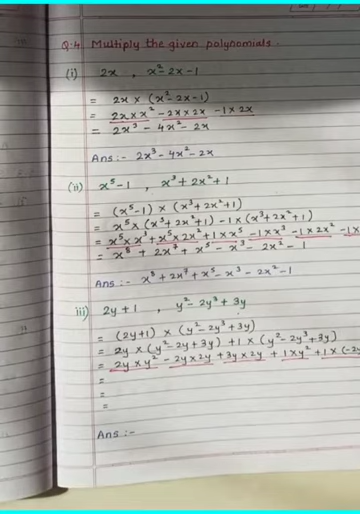 Q.4 Multiply the given polynomials.
(i) 2x , x²-2x-1
= 2x × (x²-2x-1)
= 2x×x² -2x×2x -1×2x
= 2x³ - 4x² - 2x
Ans:- 2x³-4x²-2x
(ii) x⁵-1 , x³+2x²+1
= (x⁵-1) × (x³+2x²+1)
= x⁵×(x³+2x²+1) -1×(x³+2x²+1)
= x⁵×x³+x⁵×2x²+1×x⁵ -1×x³ -1×2x² -1×
= x⁸ + 2x⁷ + x⁵ - x³ - 2x² - 1
Ans:- x⁸+2x⁷+x⁵-x³-2x²-1
iii) 2y+1 , y²-2y³+3y
= (2y+1) × (y²-2y³+3y)
= 2y×(y²-2y+3y) +1×(y²-2y³+3y)
= 2y×y² -2y×2y +3y×2y +1×y² +1×(-2y
=
=
=
Ans:-